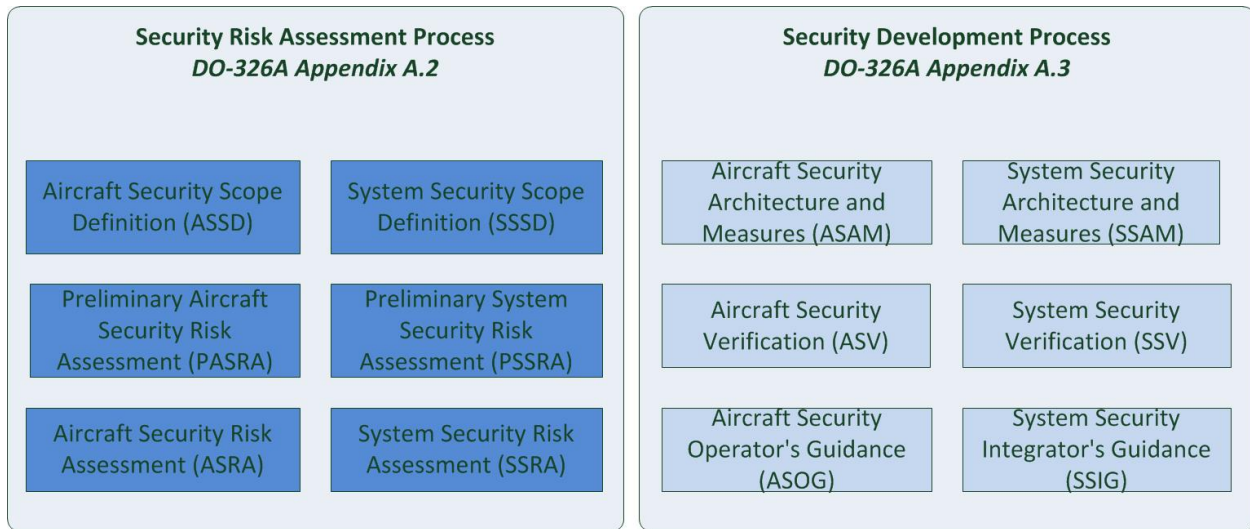 Security Risk Assessment Process
DO-326A Appendix A.2
Aircraft Security Scope
Definition (ASSD)
System Security Scope
Definition (SSSD)
Preliminary Aircraft
Security Risk
Assessment (PASRA)
Preliminary System
Security Risk
Assessment (PSSRA)
Aircraft Security Risk
Assessment (ASRA)
System Security Risk
Assessment (SSRA)
Security Development Process
DO-326A Appendix A.3
Aircraft Security
Architecture and
Measures (ASAM)
System Security
Architecture and
Measures (SSAM)
Aircraft Security
Verification (ASV)
System Security
Verification (SSV)
Aircraft Security
Operator's Guidance
(ASOG)
System Security
Integrator's Guidance
(SSIG)